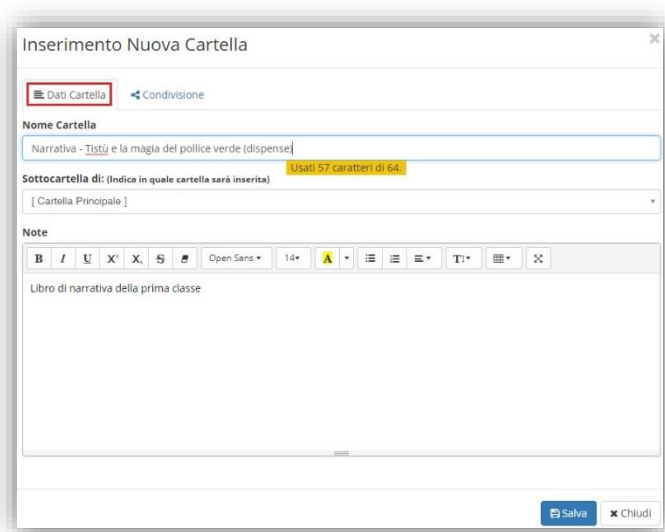 Inserimento Nuova Cartella
Dati Cartella Condivisione
Nome Cartella
Narrativa - Tistù e la magia del pollice verde (dispense)
Usati 57 caratteri di 64.
Sottocartella di: (Indica in quale cartella sarà inserita)
[ Cartella Principale ]
Note
B I U X² X₂ S Open Sans 14 A T
Libro di narrativa della prima classe
Salva Chiudi